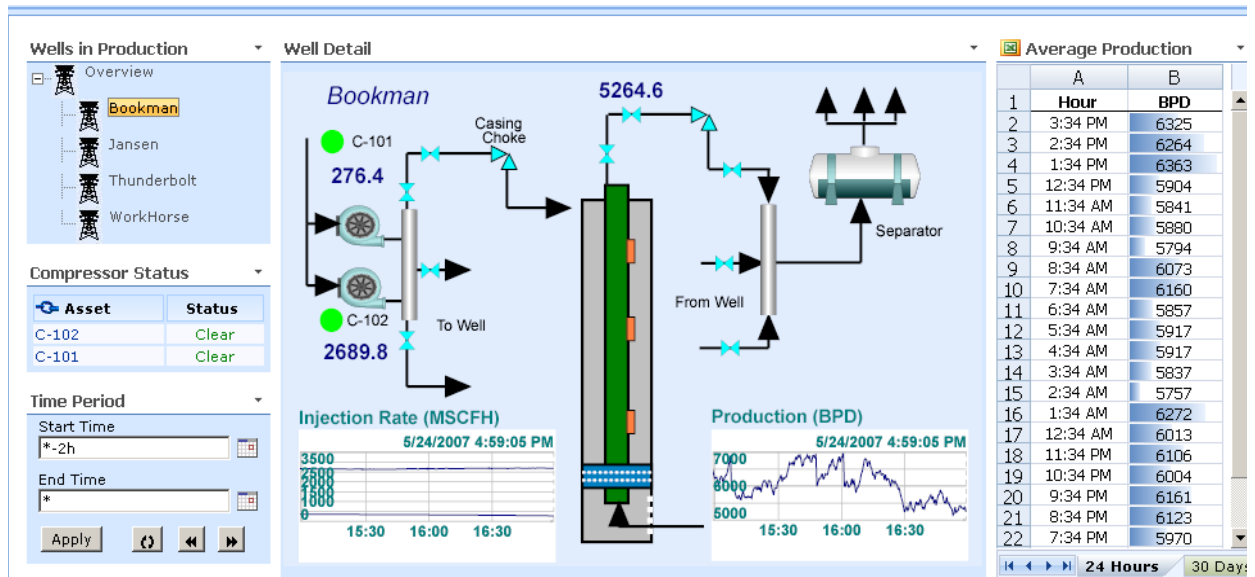 Wells in Production
Overview
Bookman
Jansen
Thunderbolt
WorkHorse
Compressor Status
Asset Status
C-102 Clear
C-101 Clear
Time Period
Start Time
*-2h
End Time
*
Apply
Well Detail
Bookman
5264.6
C-101
276.4
Casing
Choke
Separator
From Well
C-102
To Well
2689.8
Injection Rate (MSCFH)
5/24/2007 4:59:05 PM
3500
2500
2000
1500
1000
0
15:30 16:00 16:30
Production (BPD)
5/24/2007 4:59:05 PM
7000
6000
5000
15:30 16:00 16:30
Average Production
A B
1 Hour BPD
2 3:34 PM 6325
3 2:34 PM 6264
4 1:34 PM 6363
5 12:34 PM 5904
6 11:34 AM 5841
7 10:34 AM 5880
8 9:34 AM 5794
9 8:34 AM 6073
10 7:34 AM 6160
11 6:34 AM 5857
12 5:34 AM 5917
13 4:34 AM 5917
14 3:34 AM 5837
15 2:34 AM 5757
16 1:34 AM 6272
17 12:34 AM 6013
18 11:34 PM 6106
19 10:34 PM 6004
20 9:34 PM 6161
21 8:34 PM 6123
22 7:34 PM 5970
24 Hours 30 Days